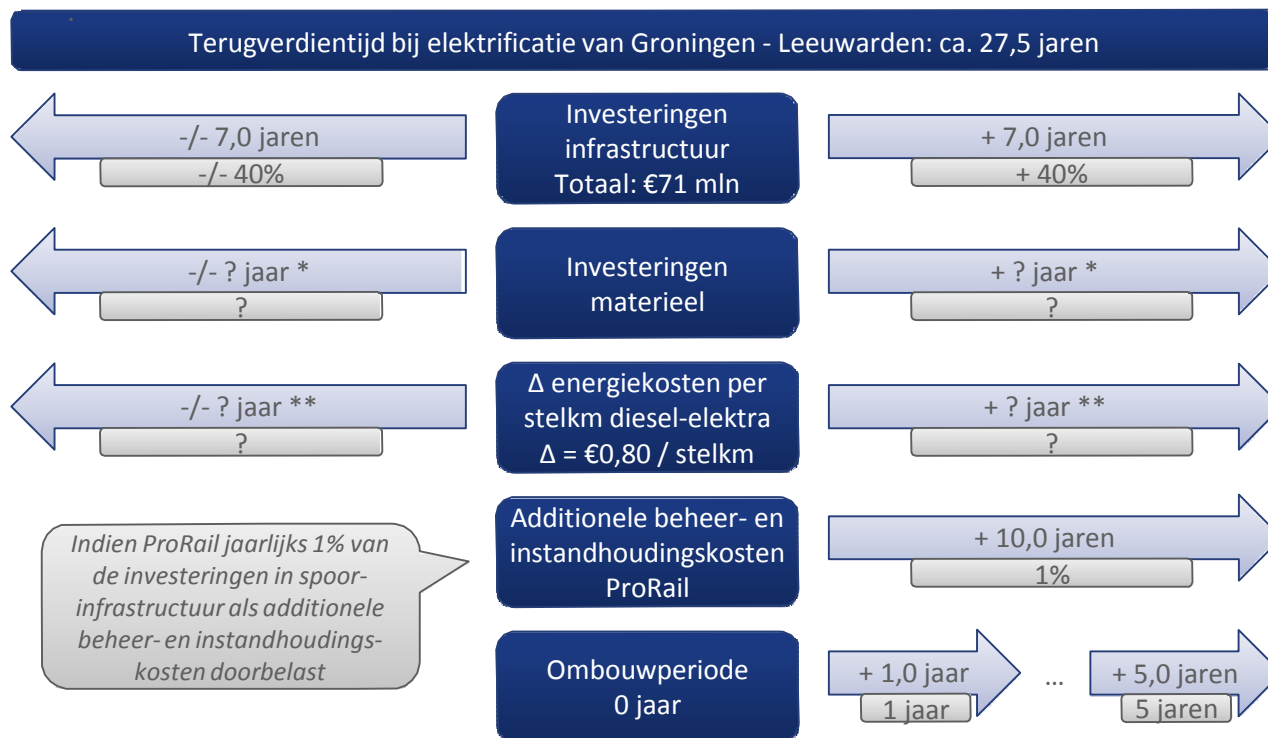 Terugverdientijd bij elektrificatie van Groningen - Leeuwarden: ca. 27,5 jaren
-/- 7,0 jaren
-/- 40%
Investeringen
infrastructuur
Totaal: €71 mln
+ 7,0 jaren
+ 40%
-/- ? jaar *
?
Investeringen
materieel
+ ? jaar *
?
-/- ? jaar **
?
Δ energiekosten per
stelkm diesel-elektra
Δ = €0,80 / stelkm
+ ? jaar **
?
Indien ProRail jaarlijks 1% van
de investeringen in spoor-
infrastructuur als additionele
beheer- en instandhoudings-
kosten doorbelast
Additionele beheer- en
instandhoudingskosten
ProRail
+ 10,0 jaren
1%
Ombouwperiode
0 jaar
+ 1,0 jaar
1 jaar
...
+ 5,0 jaren
5 jaren